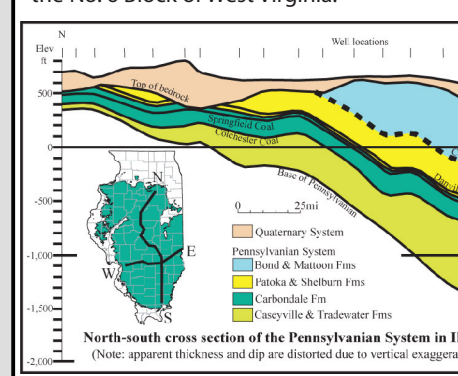 the No. 6 Block of West Virginia.
N
Elev
ft
Well locations
Top of bedrock
500
Springfield Coal
Colchester Coal
0
Base of Pennsylvanian
Danvil
-500
N
W
E
S
0 25mi
Quaternary System
Pennsylvanian System
Bond & Mattoon Fms
Patoka & Shelburn Fms
Carbondale Fm
Caseyville & Tradewater Fms
-1,000
-1,500
North-south cross section of the Pennsylvanian System in Il
(Note: apparent thickness and dip are distorted due to vertical exaggera
-2,000